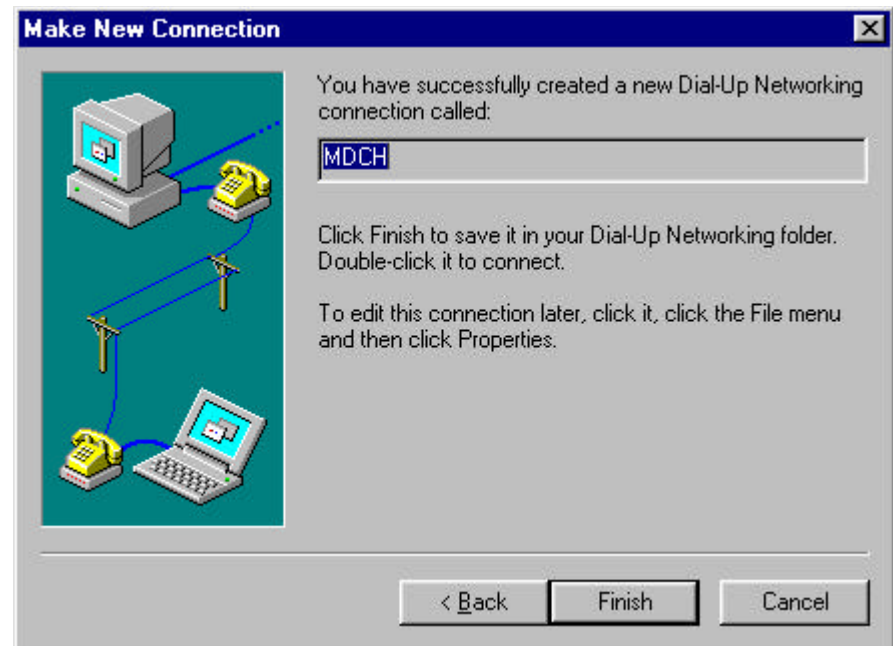 Make New Connection
You have successfully created a new Dial-Up Networking
connection called:
MDCH
Click Finish to save it in your Dial-Up Networking folder.
Double-click it to connect.
To edit this connection later, click it, click the File menu
and then click Properties.
< Back Finish Cancel